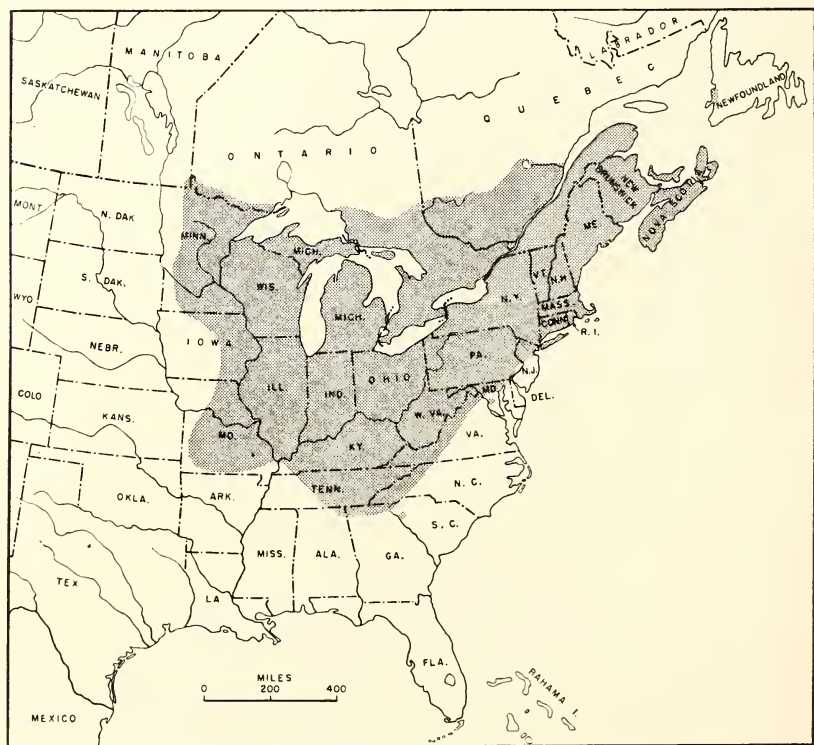 LABRADOR
MANITOBA
QUEBEC
SASKATCHEWAN
NEWFOUNDLAND
ONTARIO
NEW
BRUNSWICK
NOVA SCOTIA
MONT.
N. DAK
MINN.
MICH.
ME.
VT.
N.H.
S. DAK.
WIS.
N.Y.
MASS.
WYO
MICH.
CONN.
R. I.
IOWA
PA.
NEBR.
N.J.
OHIO
ILL.
IND.
MD.
DEL.
COLO
W. VA.
KANS.
VA.
MO.
KY.
N. C.
TENN.
OKLA.
ARK.
S. C.
MISS.
ALA.
GA.
TEX
LA
FLA.
MILES
0 200 400
BAHAMA I.
MEXICO